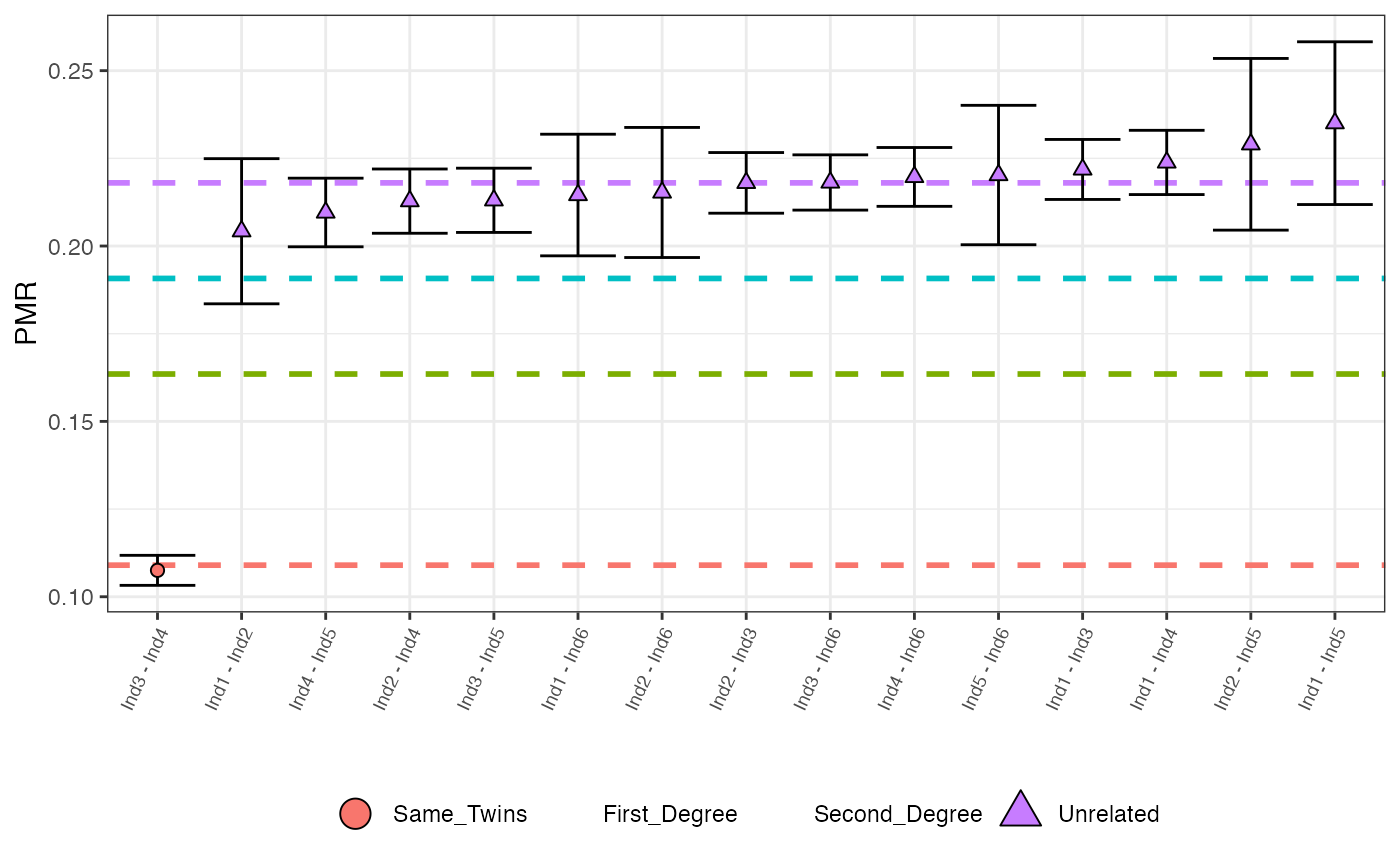 0.25
0.20
0.15
0.10
PMR
Ind3 - Ind4
Ind1 - Ind2
Ind4 - Ind5
Ind2 - Ind4
Ind3 - Ind5
Ind1 - Ind6
Ind2 - Ind6
Ind2 - Ind3
Ind3 - Ind6
Ind4 - Ind6
Ind5 - Ind6
Ind1 - Ind3
Ind1 - Ind4
Ind2 - Ind5
Ind1 - Ind5
Same_Twins First_Degree Second_Degree Unrelated